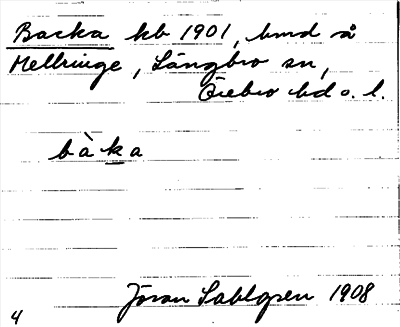 Backa kb 1901, lmd å
Mellringe, Längbro sn,
Örebro hd o. l.
bàka
Jöran Sahlgren 1908
4